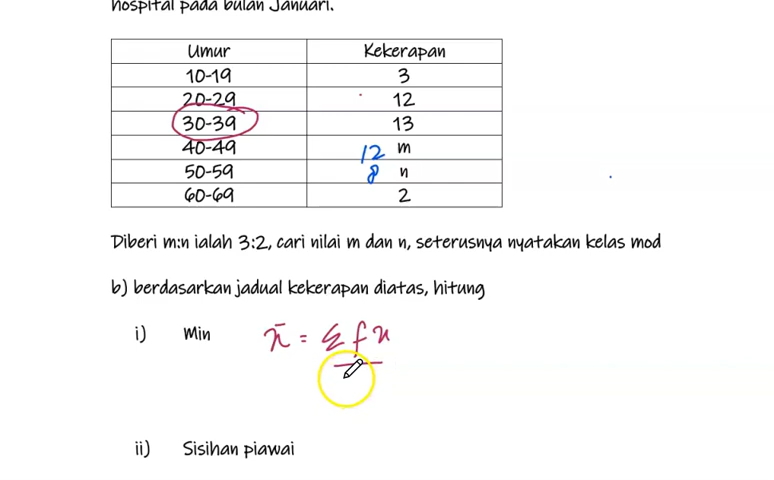 hospital pada bulan Januari.
Umur Kekerapan
10-19 3
20-29 12
30-39 13
40-49 12 m
50-59 8 n
60-69 2
Diberi m:n ialah 3:2, cari nilai m dan n, seterusnya nyatakan kelas mod
b) berdasarkan jadual kekerapan diatas, hitung
i) Min x̄ = Σfx
ii) Sisihan piawai